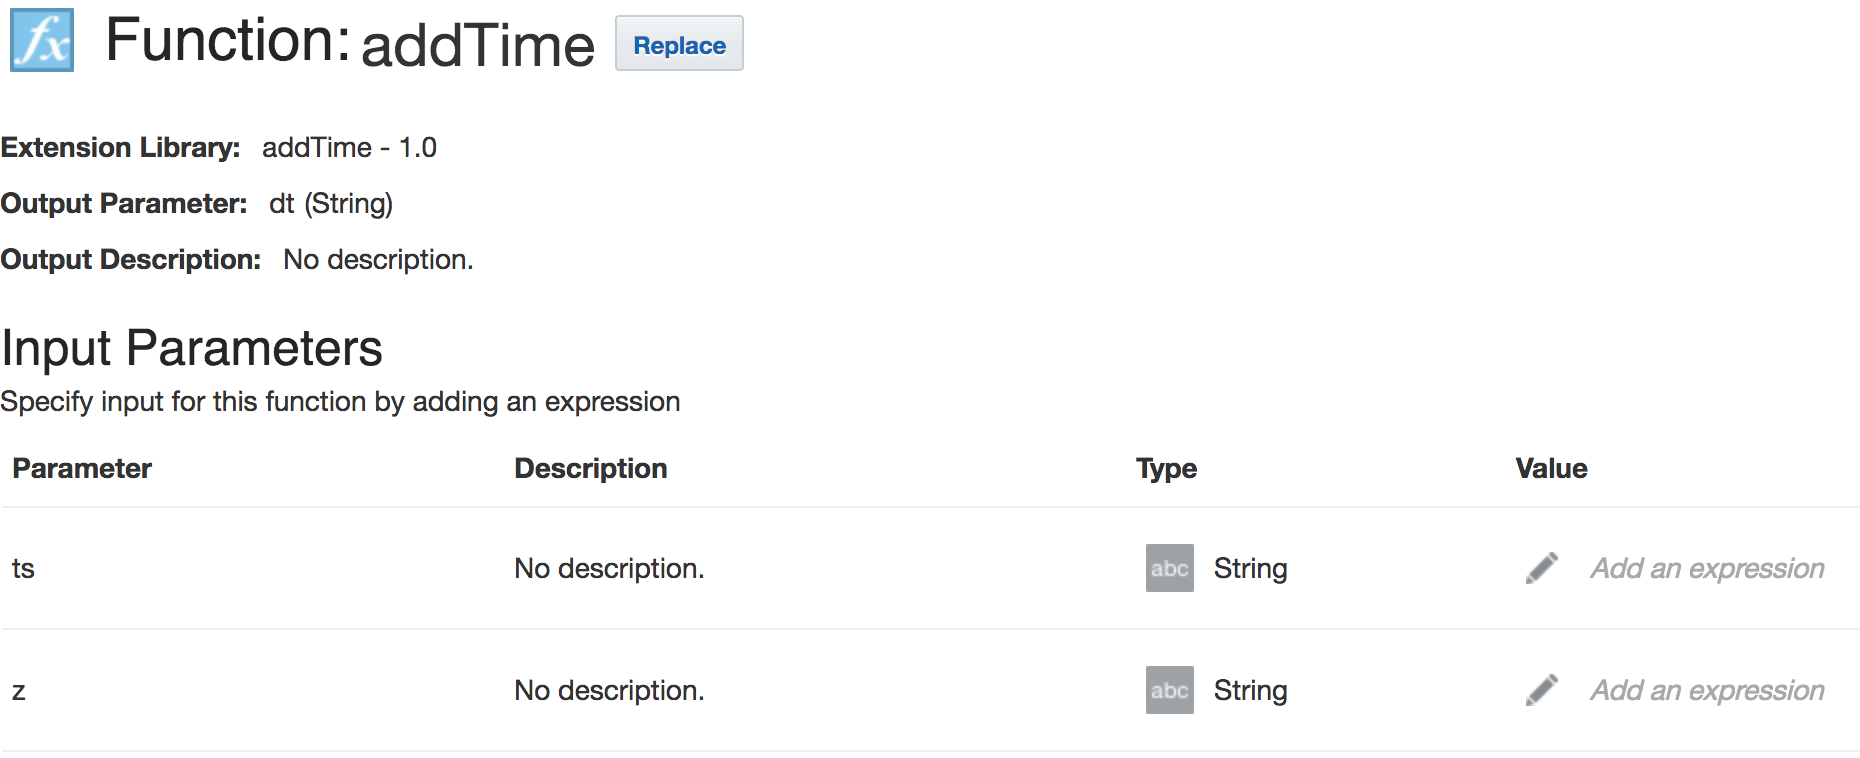 fx Function: addTime Replace
Extension Library: addTime - 1.0
Output Parameter: dt (String)
Output Description: No description.
Input Parameters
Specify input for this function by adding an expression
Parameter Description Type Value
ts No description. abc String Add an expression
z No description. abc String Add an expression